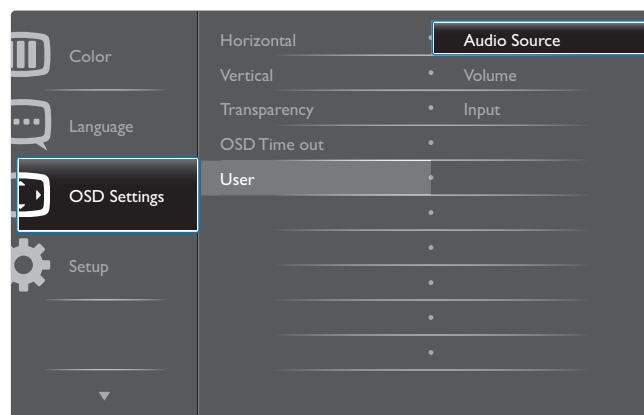 Color
Language
OSD Settings
Setup
Horizontal
Vertical
Transparency
OSD Time out
User
Audio Source
Volume
Input